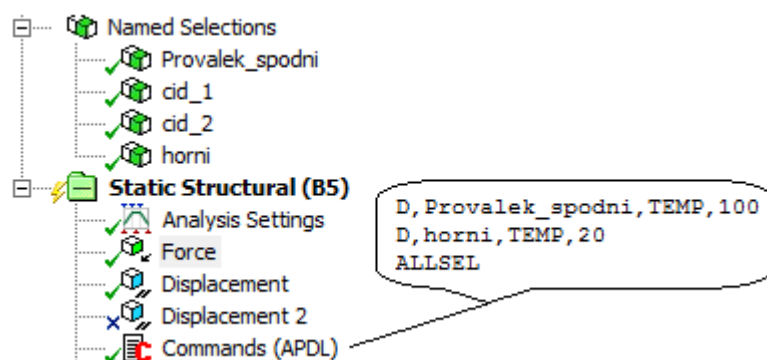 Named Selections
Provalek_spodni
cid_1
cid_2
horni
Static Structural (B5)
Analysis Settings
Force
Displacement
Displacement 2
Commands (APDL)
D,Provalek_spodni,TEMP,100
D,horni,TEMP,20
ALLSEL